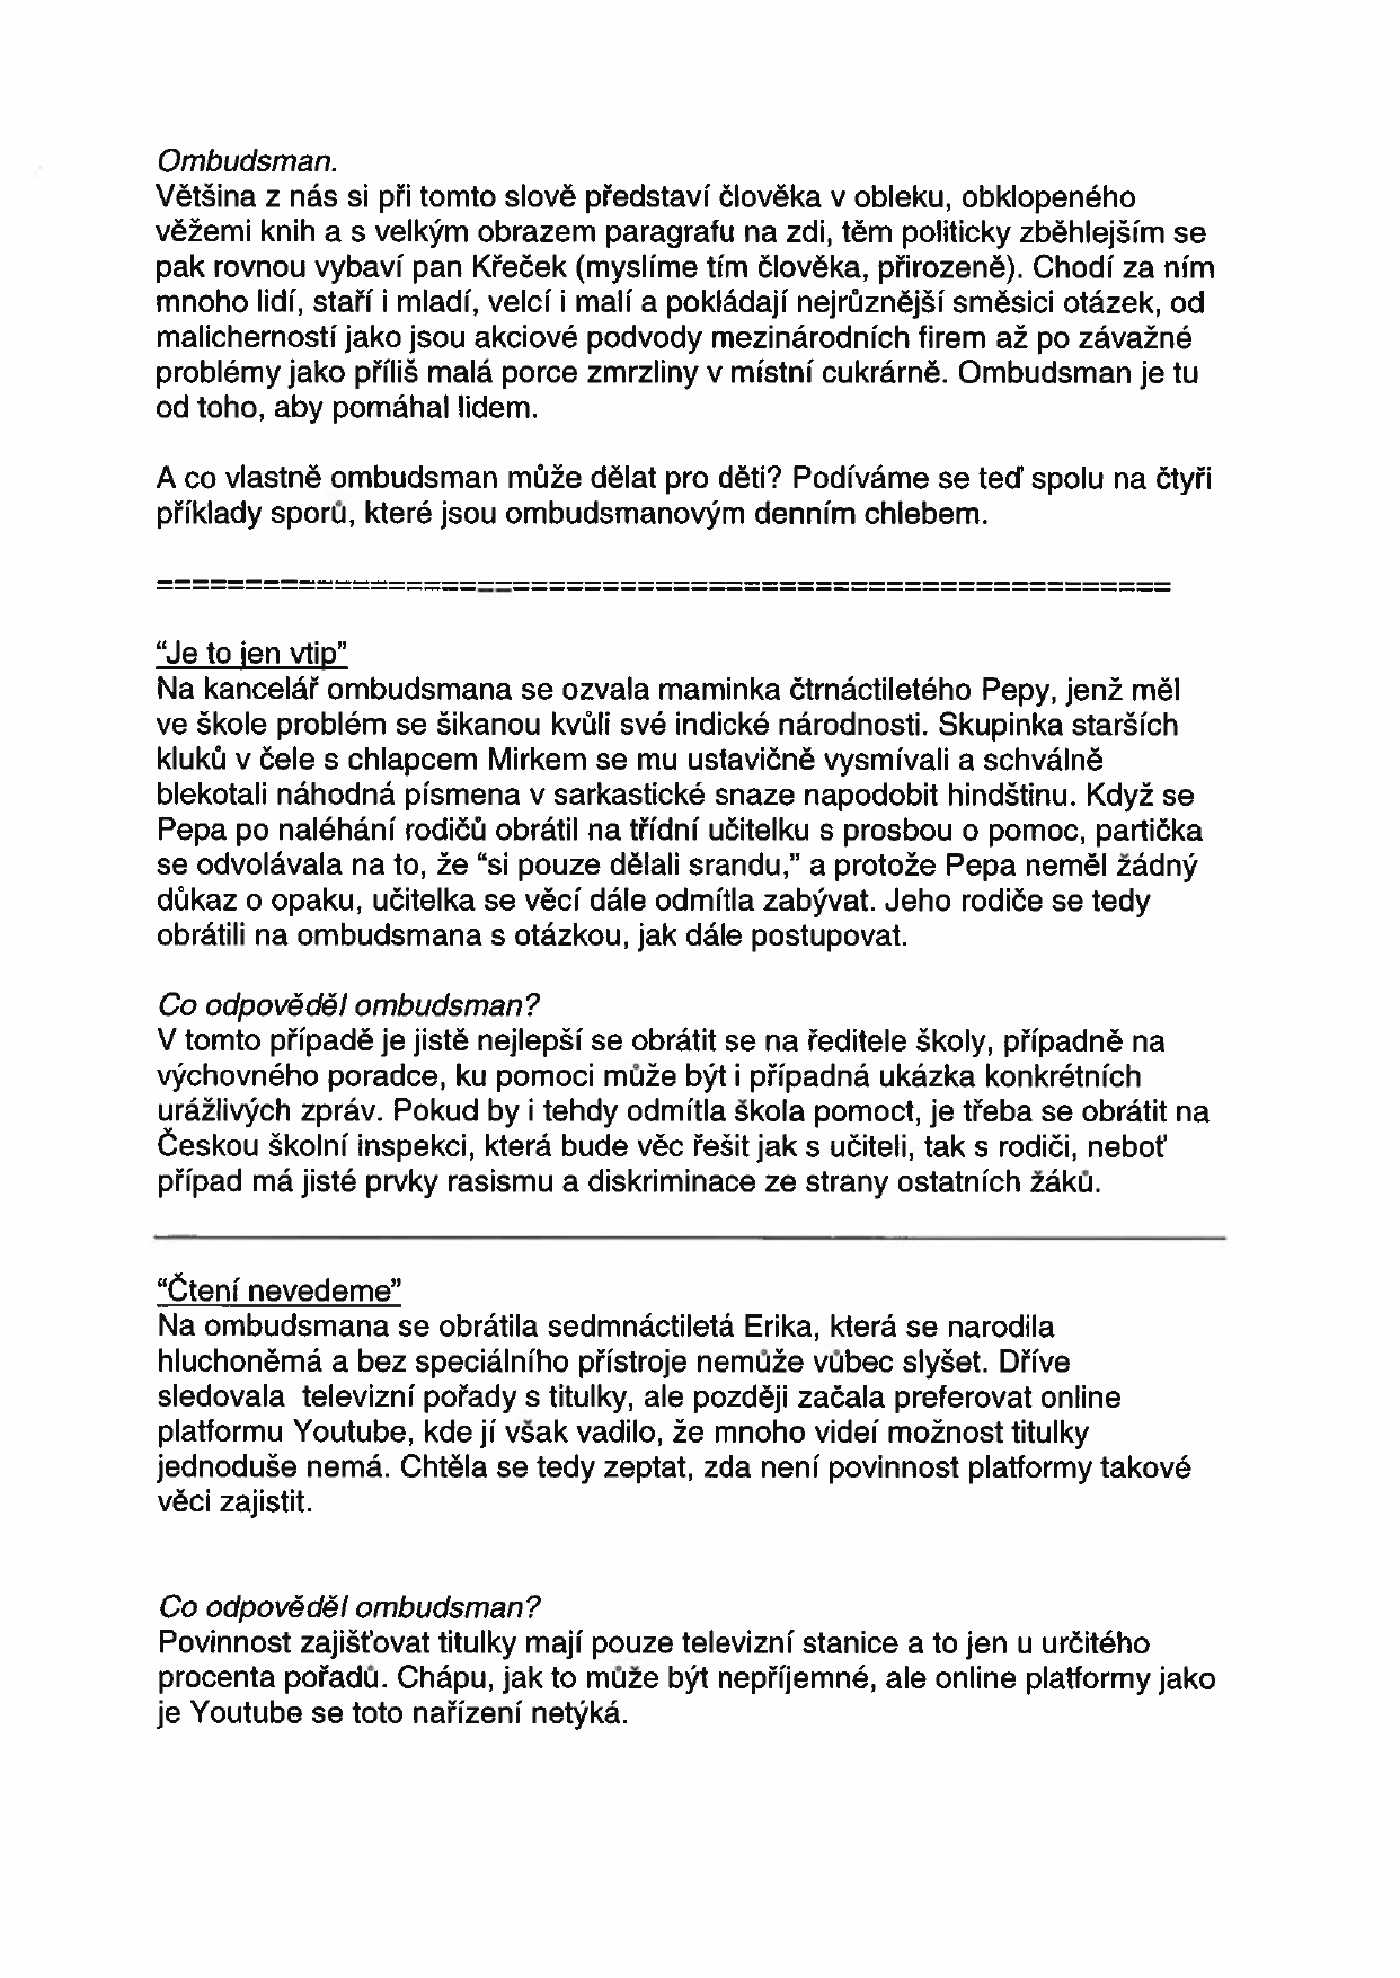 Ombudsman.
Většina z nás si při tomto slově představí člověka v obleku, obklopeného
věžemi knih a s velkým obrazem paragrafu na zdi, těm politicky zběhlejším se
pak rovnou vybaví pan Křeček (myslíme tím člověka, přirozeně). Chodí za ním
mnoho lidí, staří i mladí, velcí i malí a pokládají nejrůznější směsici otázek, od
malicherností jako jsou akciové podvody mezinárodních firem až po závažné
problémy jako příliš malá porce zmrzliny v místní cukrárně. Ombudsman je tu
od toho, aby pomáhal lidem.
A co vlastně ombudsman může dělat pro děti? Podíváme se teď spolu na čtyři
příklady sporů, které jsou ombudsmanovým denním chlebem.
=========================================================
“Je to jen vtip”
Na kancelář ombudsmana se ozvala maminka čtrnáctiletého Pepy, jenž měl
ve škole problém se šikanou kvůli své indické národnosti. Skupinka starších
kluků v čele s chlapcem Mirkem se mu ustavičně vysmívali a schválně
blekotali náhodná písmena v sarkastické snaze napodobit hindštinu. Když se
Pepa po naléhání rodičů obrátil na třídní učitelku s prosbou o pomoc, partička
se odvolávala na to, že “si pouze dělali srandu,” a protože Pepa neměl žádný
důkaz o opaku, učitelka se věcí dále odmítla zabývat. Jeho rodiče se tedy
obrátili na ombudsmana s otázkou, jak dále postupovat.
Co odpověděl ombudsman?
V tomto případě je jistě nejlepší se obrátit se na ředitele školy, případně na
výchovného poradce, ku pomoci může být i případná ukázka konkrétních
urážlivých zpráv. Pokud by i tehdy odmítla škola pomoct, je třeba se obrátit na
Českou školní inspekci, která bude věc řešit jak s učiteli, tak s rodiči, neboť
případ má jisté prvky rasismu a diskriminace ze strany ostatních žáků.
“Čtení nevedeme”
Na ombudsmana se obrátila sedmnáctiletá Erika, která se narodila
hluchoněmá a bez speciálního přístroje nemůže vůbec slyšet. Dříve
sledovala televizní pořady s titulky, ale později začala preferovat online
platformu Youtube, kde jí však vadilo, že mnoho videí možnost titulky
jednoduše nemá. Chtěla se tedy zeptat, zda není povinnost platformy takové
věci zajistit.
Co odpověděl ombudsman?
Povinnost zajišťovat titulky mají pouze televizní stanice a to jen u určitého
procenta pořadů. Chápu, jak to může být nepříjemné, ale online platformy jako
je Youtube se toto nařízení netýká.